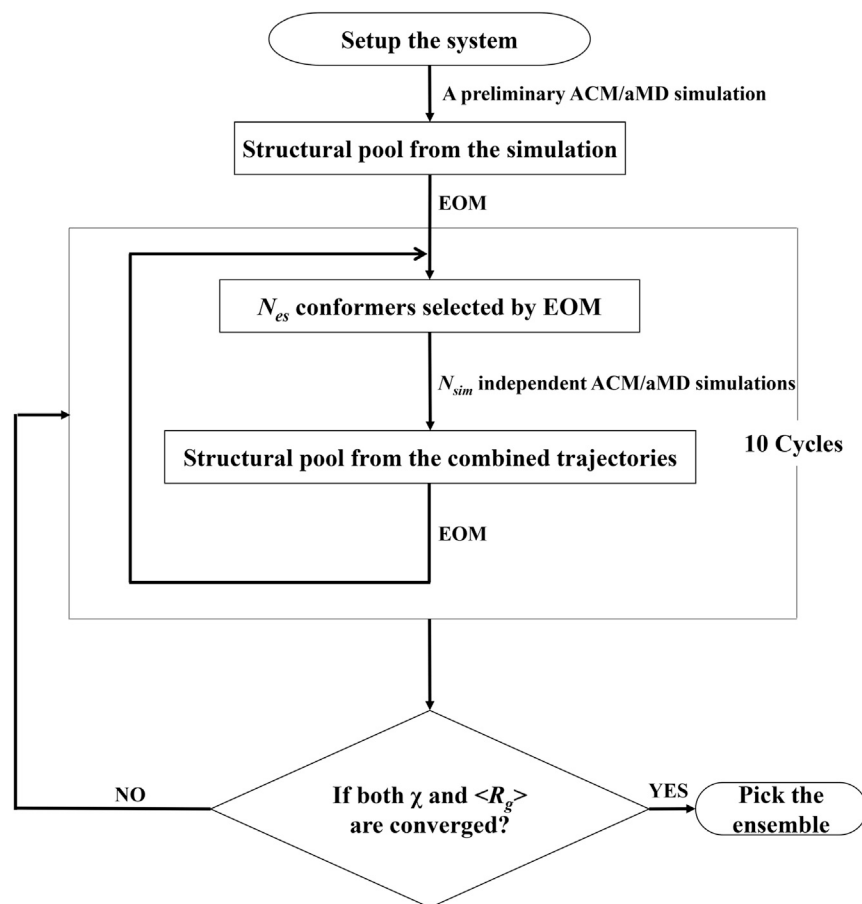 Setup the system
A preliminary ACM/aMD simulation
Structural pool from the simulation
EOM
N_es conformers selected by EOM
N_sim independent ACM/aMD simulations
10 Cycles
Structural pool from the combined trajectories
EOM
NO
If both χ and <R_g>
are converged?
YES
Pick the
ensemble